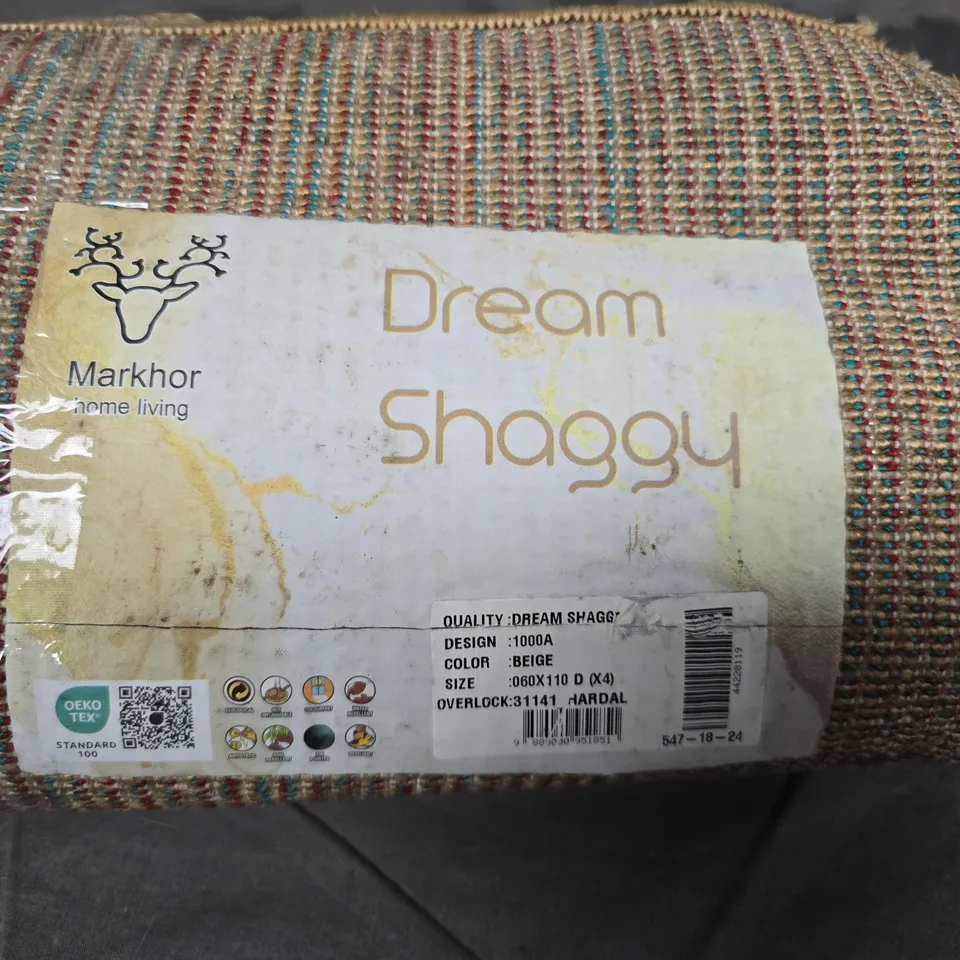 Markhor
home living
Dream
Shaggy
OEKO
TEX®
STANDARD
100
ECOLOGICAL
QUALITY :DREAM SHAGG
DESIGN :1000A
COLOR :BEIGE
SIZE :060X110 D (X4)
OVERLOCK:31141 HARDAL
44228119
547-18-24